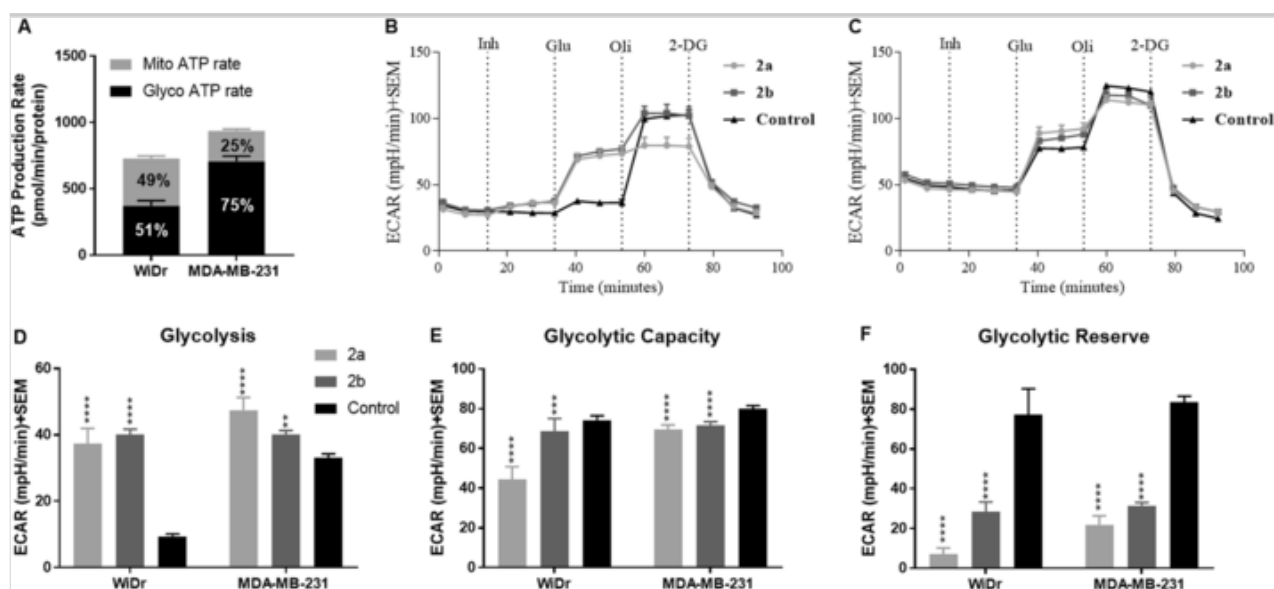 A
1500
1000
500
0
ATP Production Rate
(pmol/min/protein)
Mito ATP rate
Glyco ATP rate
49%
51%
25%
75%
WiDr
MDA-MB-231
B
Inh
Glu
Oli
2-DG
150
100
50
0
ECAR (mpH/min)+SEM
2a
2b
Control
0
20
40
60
80
100
Time (minutes)
C
Inh
Glu
Oli
2-DG
150
100
50
0
ECAR (mpH/min)+SEM
2a
2b
Control
0
20
40
60
80
100
Time (minutes)
D
Glycolysis
60
40
20
0
ECAR (mpH/min)+SEM
2a
2b
Control
****
****
****
**
WiDr
MDA-MB-231
E
Glycolytic Capacity
100
80
60
40
20
0
ECAR (mpH/min)+SEM
****
***
****
****
WiDr
MDA-MB-231
F
Glycolytic Reserve
100
80
60
40
20
0
ECAR (mpH/min)+SEM
****
****
****
****
WiDr
MDA-MB-231